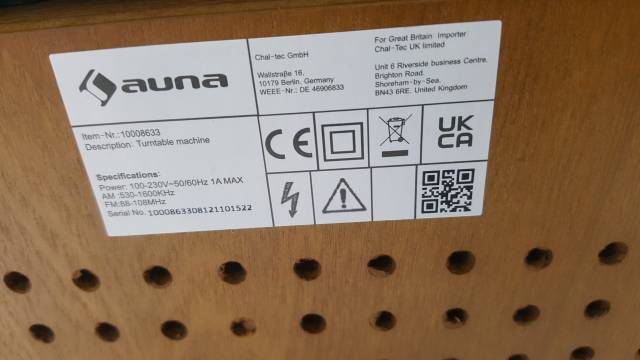 auna
Chal-tec GmbH
Wallstraße 16,
10179 Berlin, Germany
WEEE-Nr.: DE 46906833
For Great Britain Importer
Chal-Tec UK limited
Unit 6 Riverside business Centre,
Brighton Road,
Shoreham-by-Sea,
BN43 6RE, United Kingdom
Item-Nr.: 10008633
Description: Turntable machine
Specifications:
Power: 100-230V~50/60Hz 1A MAX
AM :530-1600KHz
FM:88-108MHz
Serial No. 1000863308121101522
CE
UK
CA